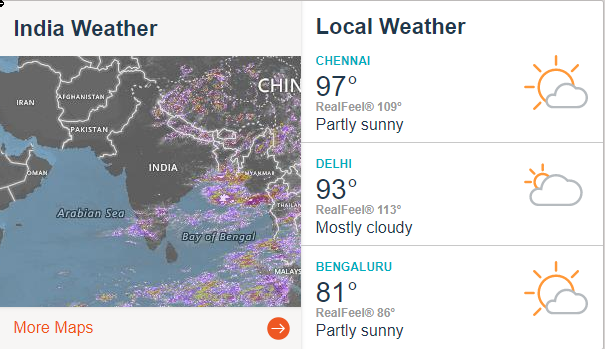 India Weather
IRAN
AFGHANISTAN
PAKISTAN
OMAN
INDIA
CHIN
MYANMAR
THAILAN
Arabian Sea
Bay of Bengal
MALAYS
More Maps
Local Weather
CHENNAI
97°
RealFeel® 109°
Partly sunny
DELHI
93°
RealFeel® 113°
Mostly cloudy
BENGALURU
81°
RealFeel® 86°
Partly sunny